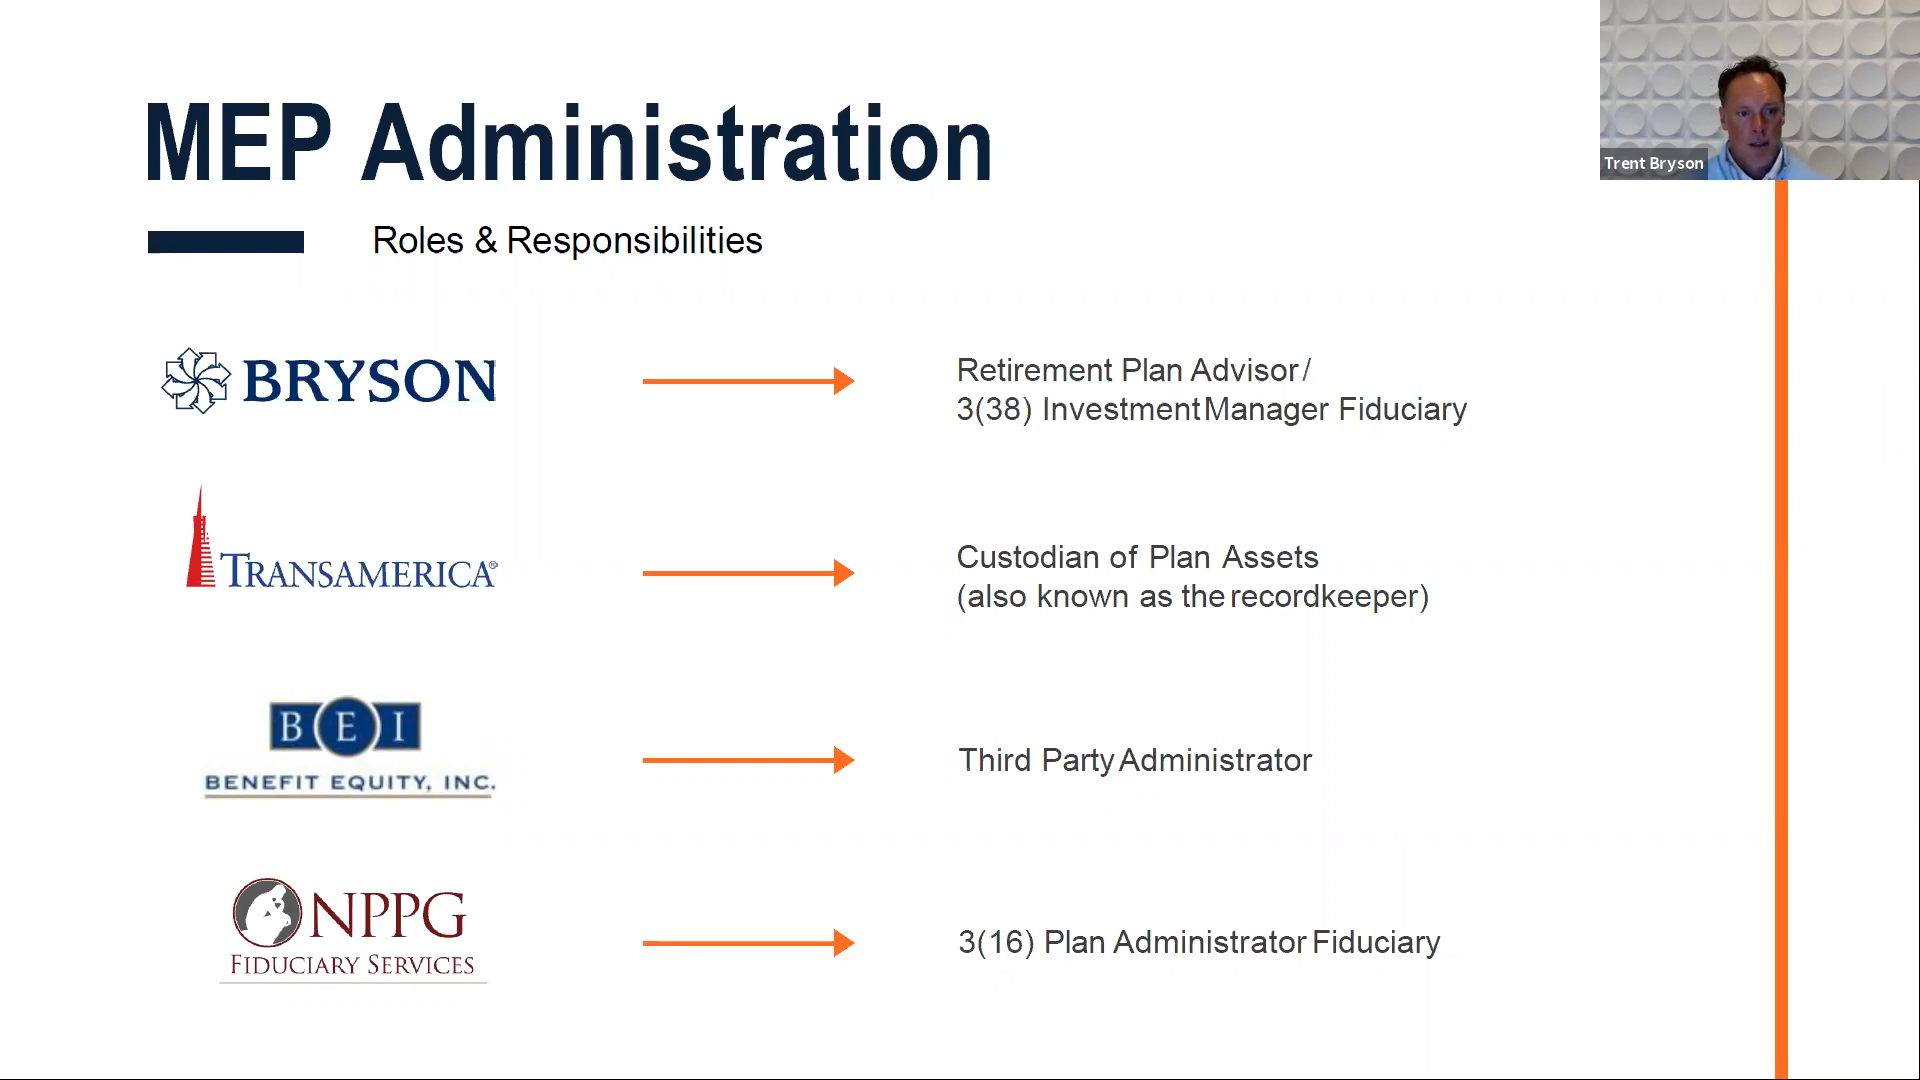 MEP Administration
Trent Bryson
Roles & Responsibilities
BRYSON
Retirement Plan Advisor/
3(38) Investment Manager Fiduciary
TRANSAMERICA®
Custodian of Plan Assets
(also known as the recordkeeper)
B E I
BENEFIT EQUITY, INC.
Third Party Administrator
NPPG
FIDUCIARY SERVICES
3(16) Plan Administrator Fiduciary